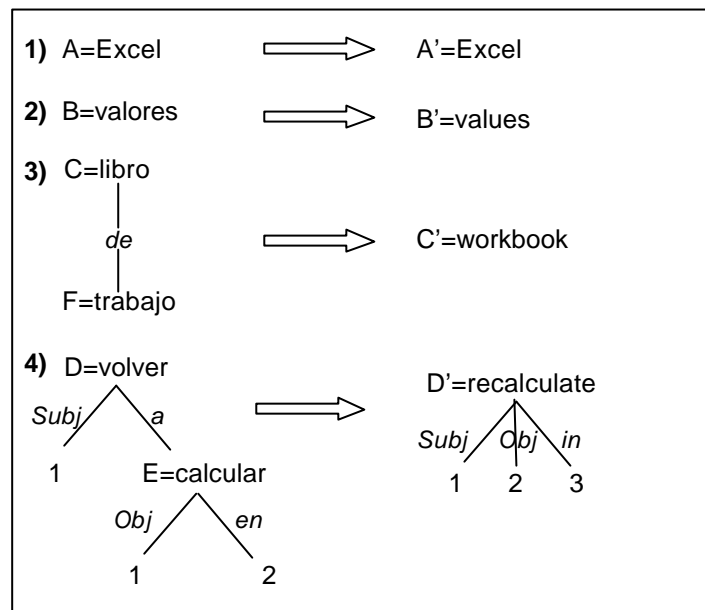 1) A=Excel A’=Excel
2) B=valores B’=values
3) C=libro
de C’=workbook
F=trabajo
4) D=volver D’=recalculate
Subj a Subj Obj in
1 E=calcular 1 2 3
Obj en
1 2